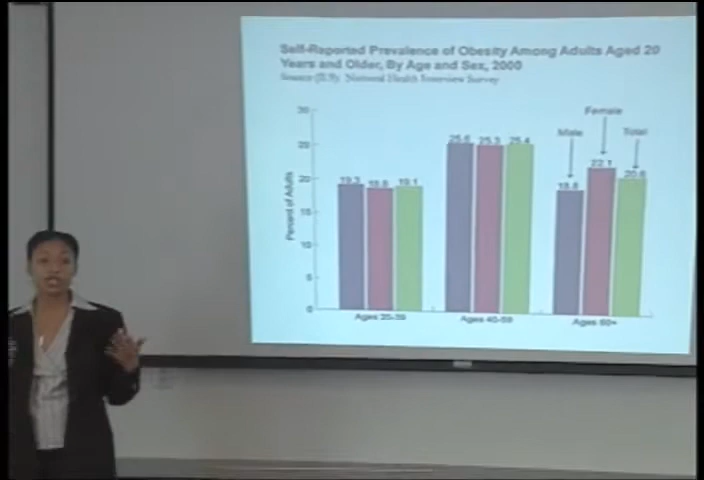 Self-Reported Prevalence of Obesity Among Adults Aged 20
Years and Older, By Age and Sex, 2000
National Health Interview Survey
Percent of Adults
30
25
20
15
10
5
0
19.3
18.8
19.1
25.6
25.3
25.4
Male
Female
Total
18.8
22.1
20.6
Ages 20-39
Ages 40-59
Ages 60+